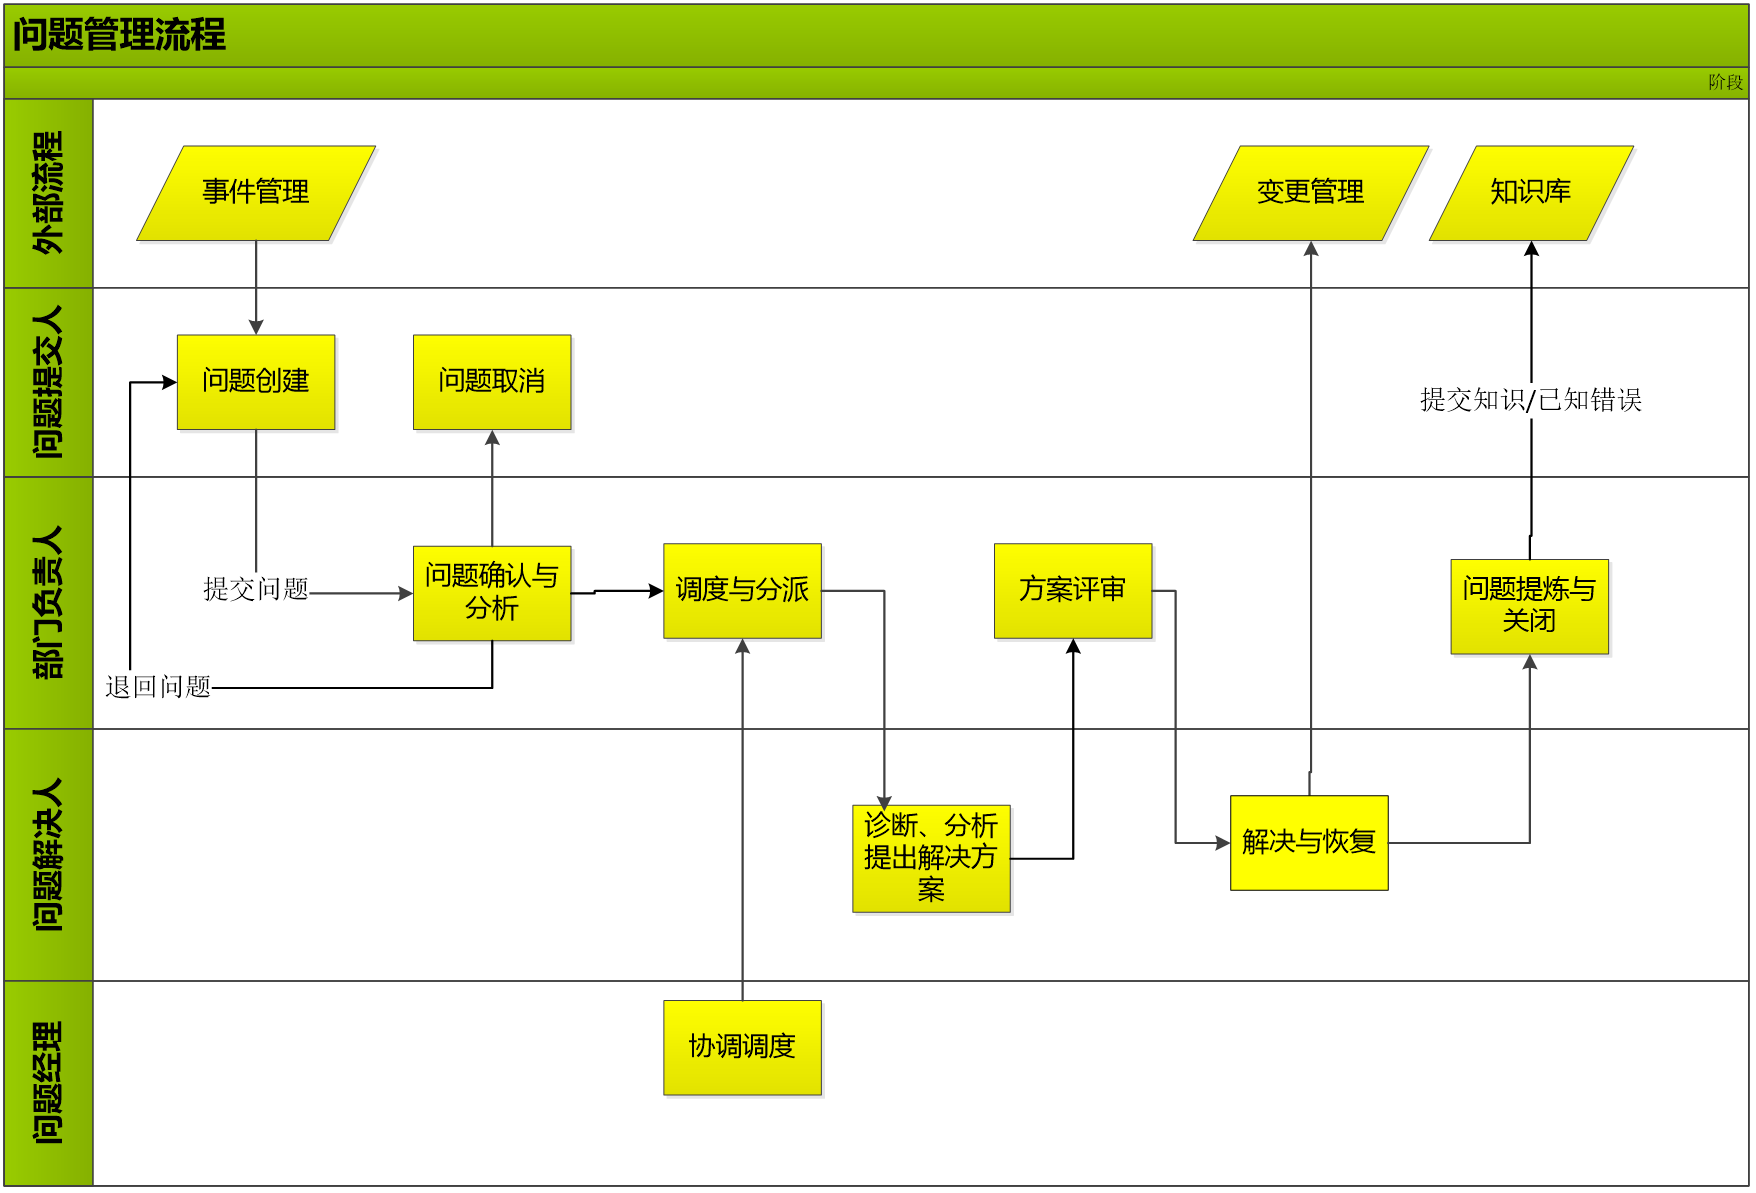 问题管理流程
阶段
外部流程
事件管理
变更管理
知识库
问题提交人
问题创建
问题取消
提交知识/已知错误
部门负责人
提交问题
问题确认与
分析
调度与分派
方案评审
问题提炼与
关闭
退回问题
问题解决人
诊断、分析
提出解决方
案
解决与恢复
问题经理
协调调度